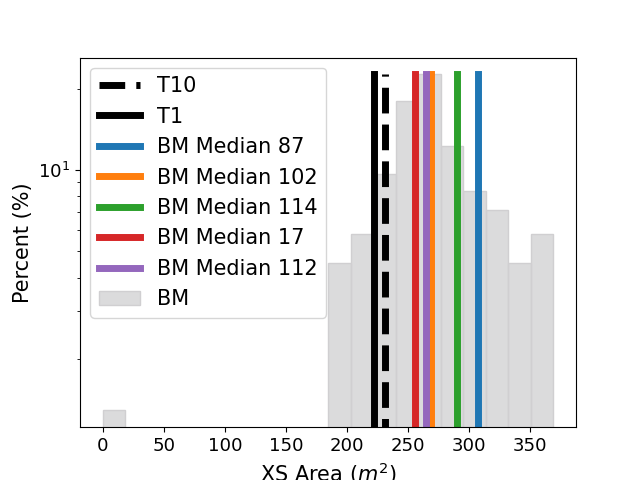 T10
T1
BM Median 87
BM Median 102
BM Median 114
BM Median 17
BM Median 112
BM
10¹
Percent (%)
0 50 100 150 200 250 300 350
XS Area (m²)